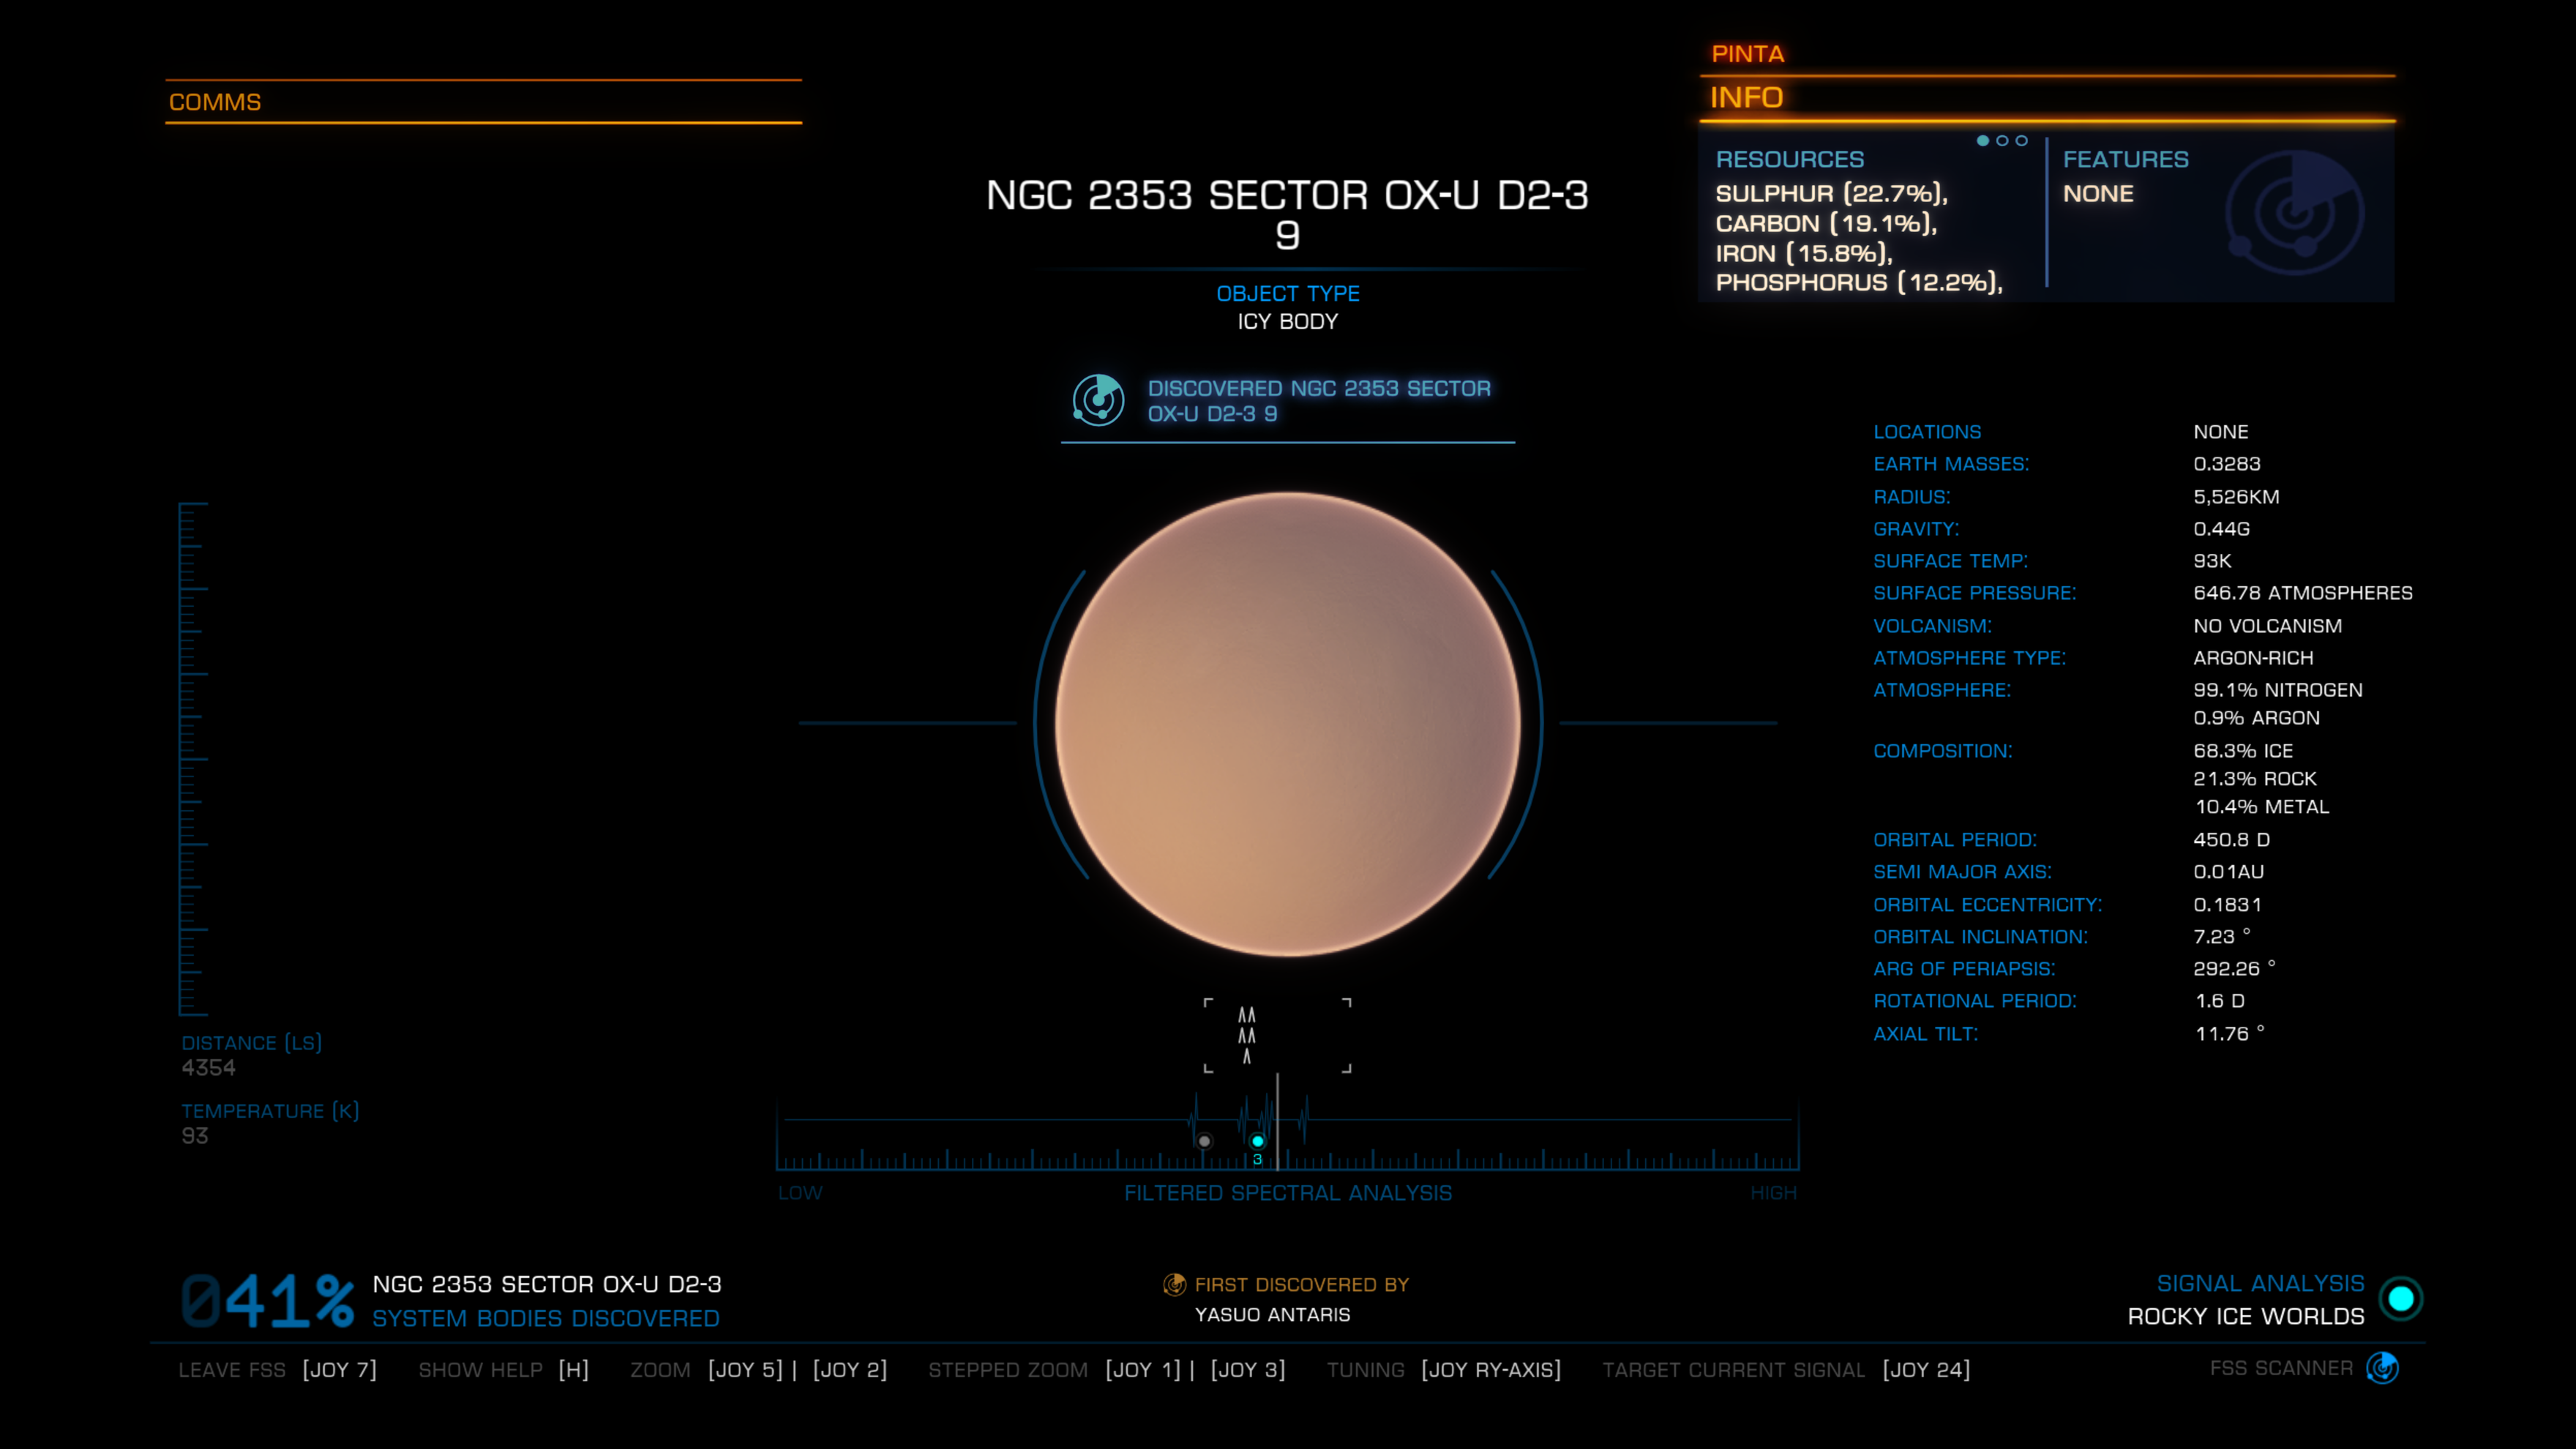 PINTA
COMMS
INFO
RESOURCES
SULPHUR (22.7%),
CARBON (19.1%),
IRON (15.8%),
PHOSPHORUS (12.2%),
FEATURES
NONE
NGC 2353 SECTOR OX-U D2-3
9
OBJECT TYPE
ICY BODY
DISCOVERED NGC 2353 SECTOR
OX-U D2-3 9
LOCATIONS NONE
EARTH MASSES: 0.3283
RADIUS: 5,526KM
GRAVITY: 0.44G
SURFACE TEMP: 93K
SURFACE PRESSURE: 646.78 ATMOSPHERES
VOLCANISM: NO VOLCANISM
ATMOSPHERE TYPE: ARGON-RICH
ATMOSPHERE: 99.1% NITROGEN
0.9% ARGON
COMPOSITION: 68.3% ICE
21.3% ROCK
10.4% METAL
ORBITAL PERIOD: 450.8 D
SEMI MAJOR AXIS: 0.01AU
ORBITAL ECCENTRICITY: 0.1831
ORBITAL INCLINATION: 7.23 °
ARG OF PERIAPSIS: 292.26 °
ROTATIONAL PERIOD: 1.6 D
AXIAL TILT: 11.76 °
DISTANCE (LS)
4354
TEMPERATURE (K)
93
3
LOW FILTERED SPECTRAL ANALYSIS HIGH
041% NGC 2353 SECTOR OX-U D2-3
SYSTEM BODIES DISCOVERED
FIRST DISCOVERED BY
YASUO ANTARIS
SIGNAL ANALYSIS
ROCKY ICE WORLDS
LEAVE FSS [JOY 7] SHOW HELP [H] ZOOM [JOY 5] | [JOY 2] STEPPED ZOOM [JOY 1] | [JOY 3] TUNING [JOY RY-AXIS] TARGET CURRENT SIGNAL [JOY 24] FSS SCANNER